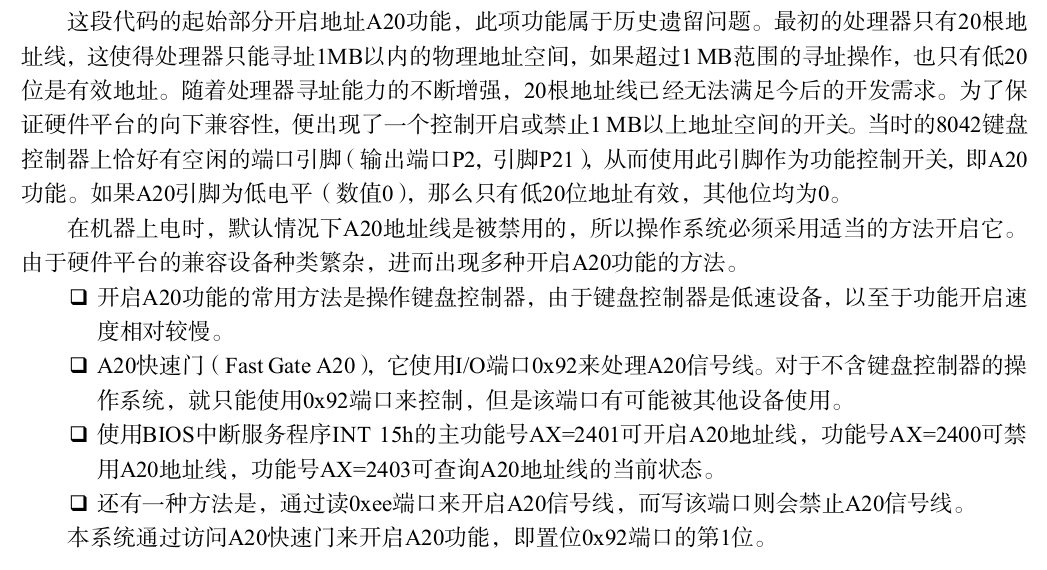 这段代码的起始部分开启地址A20功能，此项功能属于历史遗留问题。最初的处理器只有20根地
址线，这使得处理器只能寻址1MB以内的物理地址空间，如果超过1 MB范围的寻址操作，也只有低20
位是有效地址。随着处理器寻址能力的不断增强，20根地址线已经无法满足今后的开发需求。为了保
证硬件平台的向下兼容性，便出现了一个控制开启或禁止1 MB以上地址空间的开关。当时的8042键盘
控制器上恰好有空闲的端口引脚（输出端口P2，引脚P21），从而使用此引脚作为功能控制开关，即A20
功能。如果A20引脚为低电平（数值0），那么只有低20位地址有效，其他位均为0。
在机器上电时，默认情况下A20地址线是被禁用的，所以操作系统必须采用适当的方法开启它。
由于硬件平台的兼容设备种类繁杂，进而出现多种开启A20功能的方法。
❑ 开启A20功能的常用方法是操作键盘控制器，由于键盘控制器是低速设备，以至于功能开启速
度相对较慢。
❑ A20快速门（Fast Gate A20），它使用I/O端口0x92来处理A20信号线。对于不含键盘控制器的操
作系统，就只能使用0x92端口来控制，但是该端口有可能被其他设备使用。
❑ 使用BIOS中断服务程序INT 15h的主功能号AX=2401可开启A20地址线，功能号AX=2400可禁
用A20地址线，功能号AX=2403可查询A20地址线的当前状态。
❑ 还有一种方法是，通过读0xee端口来开启A20信号线，而写该端口则会禁止A20信号线。
本系统通过访问A20快速门来开启A20功能，即置位0x92端口的第1位。